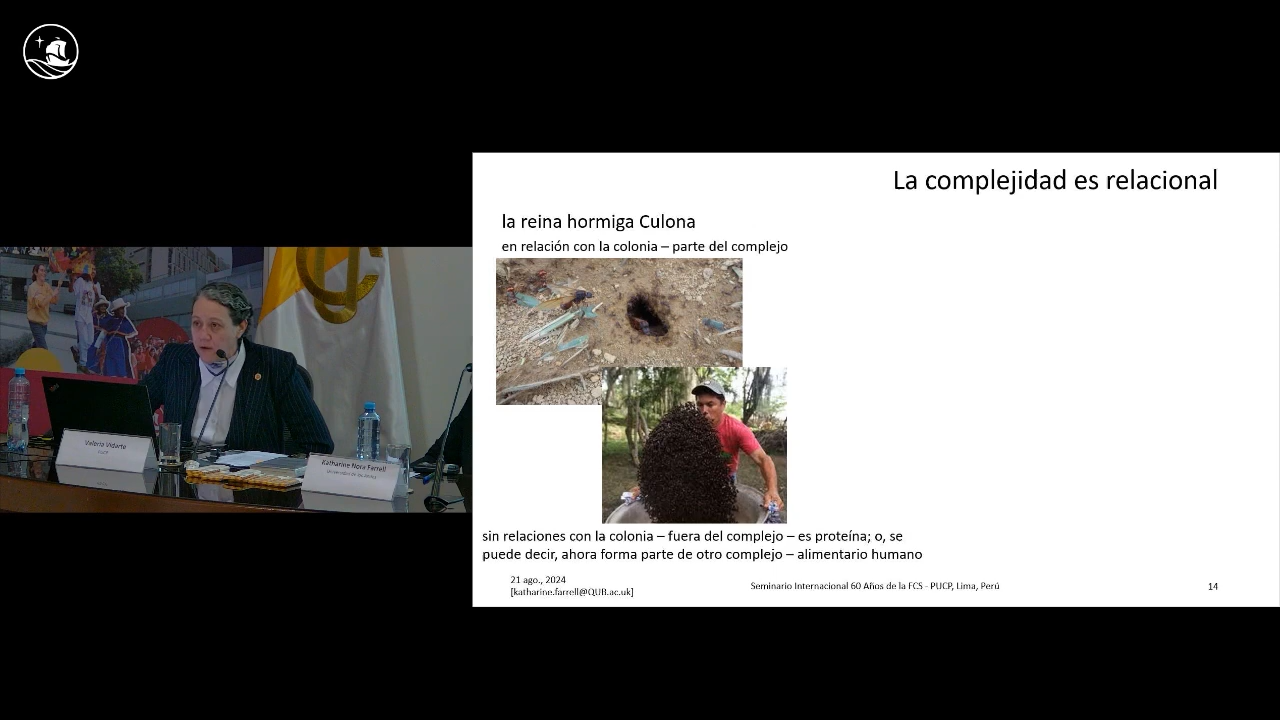 La complejidad es relacional
la reina hormiga Culona
en relación con la colonia – parte del complejo
sin relaciones con la colonia – fuera del complejo – es proteína; o, se
puede decir, ahora forma parte de otro complejo – alimentario humano
21 ago., 2024
[katharine.farrell@QUB.ac.uk]
Seminario Internacional 60 Años de la FCS - PUCP, Lima, Perú
14
Valeria Vidarte
PUCP
Katharine Nora Farrell